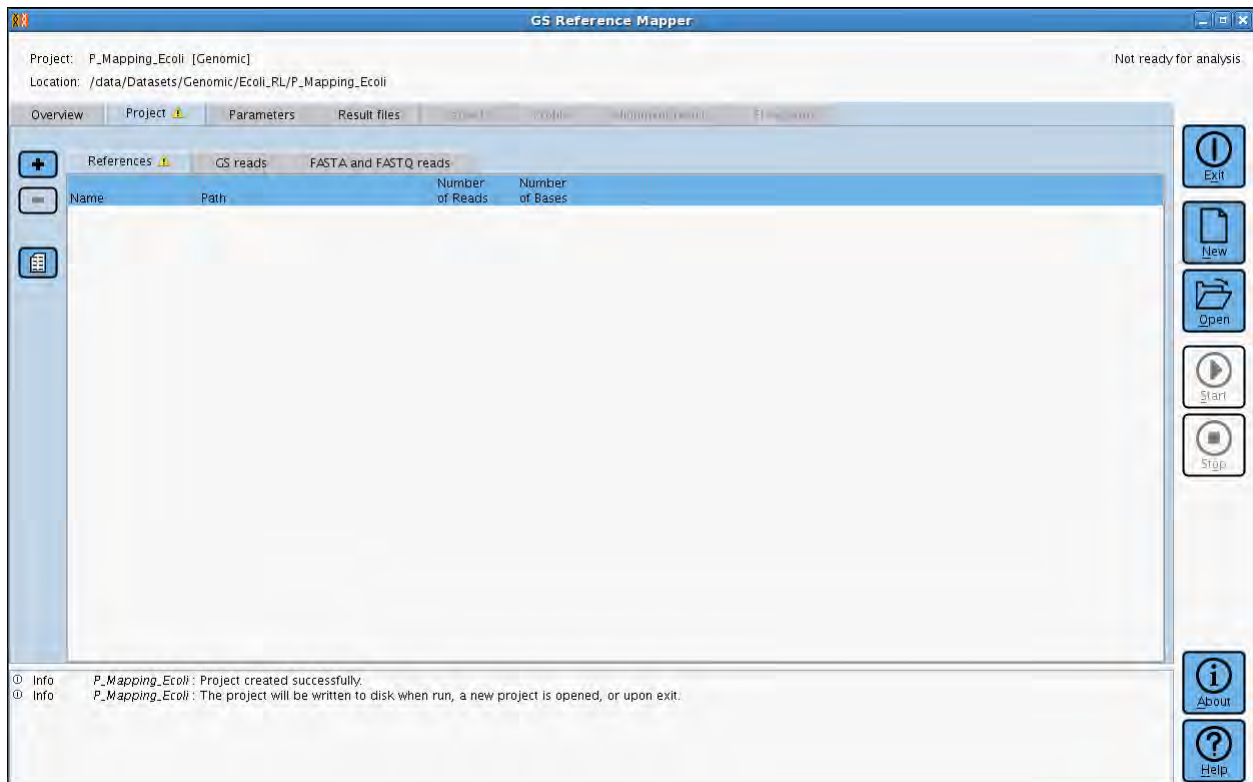 GS Reference Mapper
Project: P_Mapping_Ecoli [Genomic]
Not ready for analysis
Location: /data/Datasets/Genomic/Ecoli_RL/P_Mapping_Ecoli
Overview Project Parameters Result files
References GS reads FASTA and FASTQ reads
Name Path Number of Reads Number of Bases
Exit
New
Open
Start
Stop
Info P_Mapping_Ecoli : Project created successfully.
Info P_Mapping_Ecoli : The project will be written to disk when run, a new project is opened, or upon exit.
About
Help